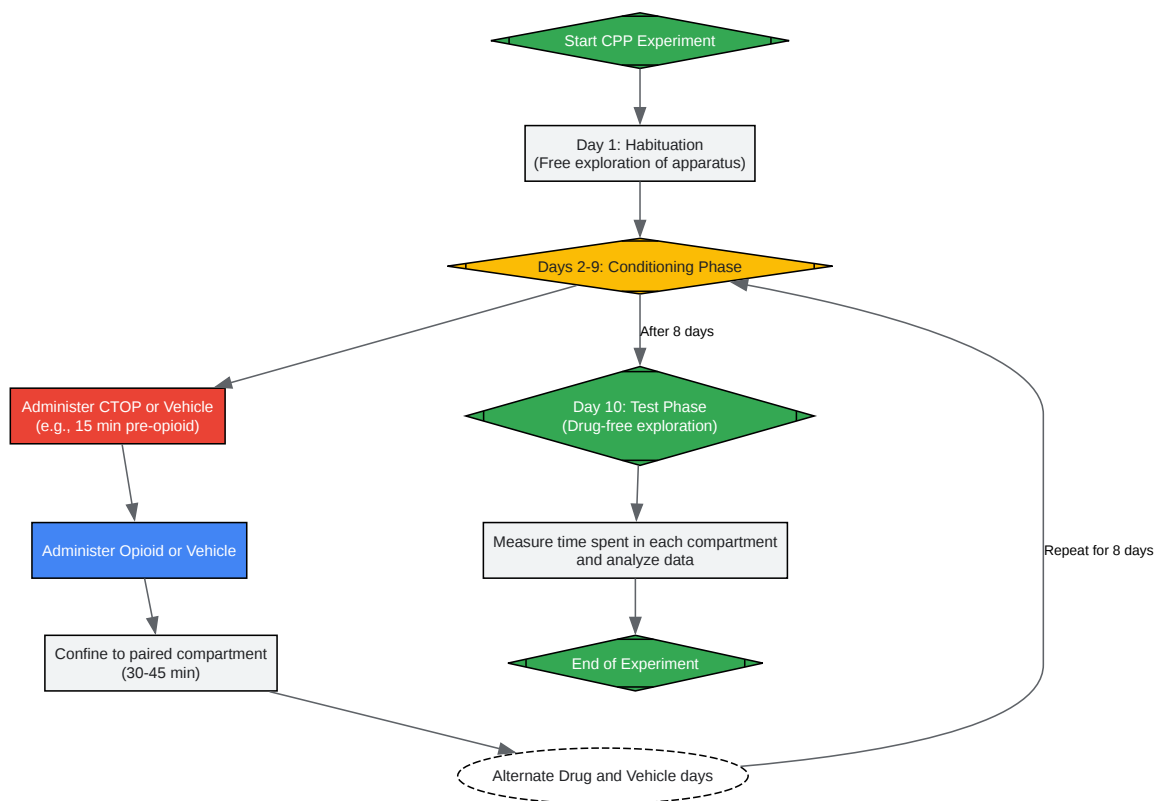 Start CPP Experiment
Day 1: Habituation
(Free exploration of apparatus)
Days 2-9: Conditioning Phase
After 8 days
Administer CTOP or Vehicle
(e.g., 15 min pre-opioid)
Day 10: Test Phase
(Drug-free exploration)
Administer Opioid or Vehicle
Measure time spent in each compartment
and analyze data
Repeat for 8 days
Confine to paired compartment
(30-45 min)
End of Experiment
Alternate Drug and Vehicle days